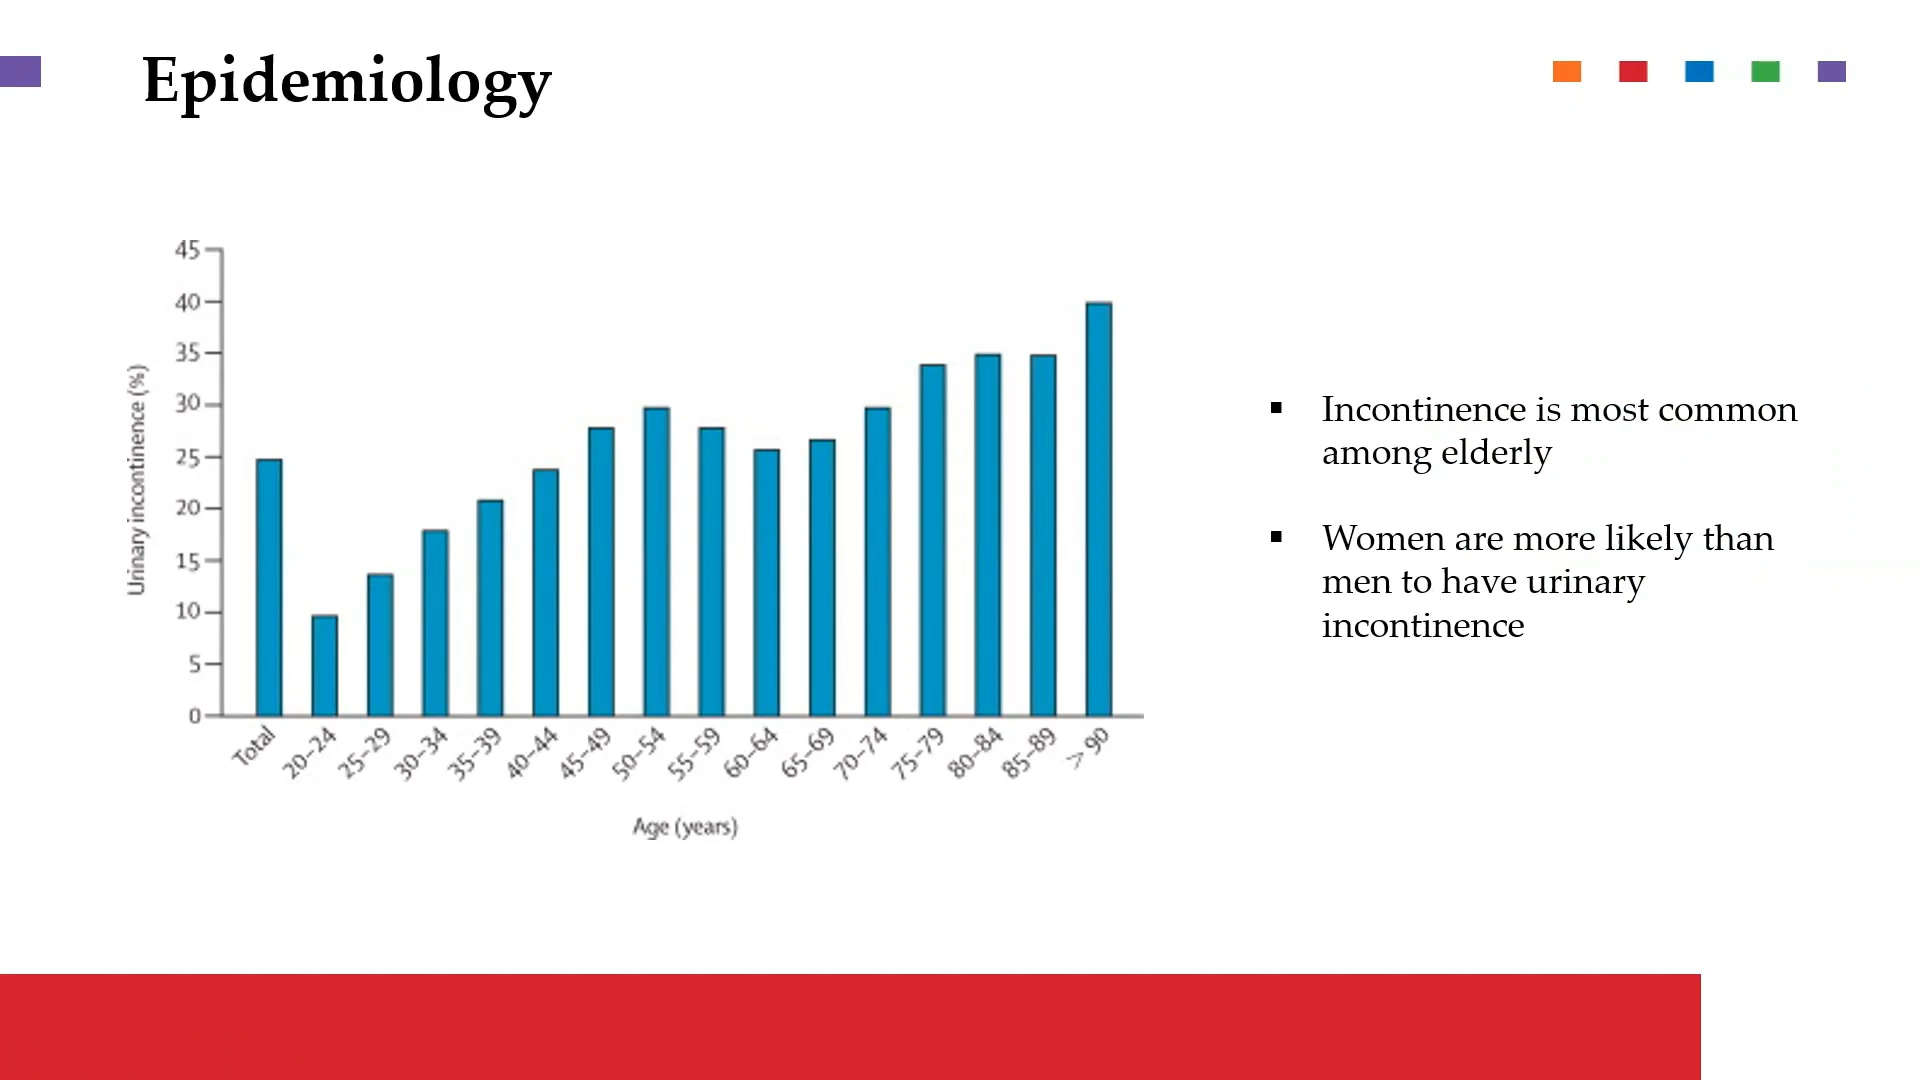 Epidemiology
45
40
35
30
25
20
15
10
5
0
Urinary incontinence (%)
Total
20–24
25–29
30–34
35–39
40–44
45–49
50–54
55–59
60–64
65–69
70–74
75–79
80–84
85–89
> 90
Age (years)
▪ Incontinence is most common
among elderly
▪ Women are more likely than
men to have urinary
incontinence